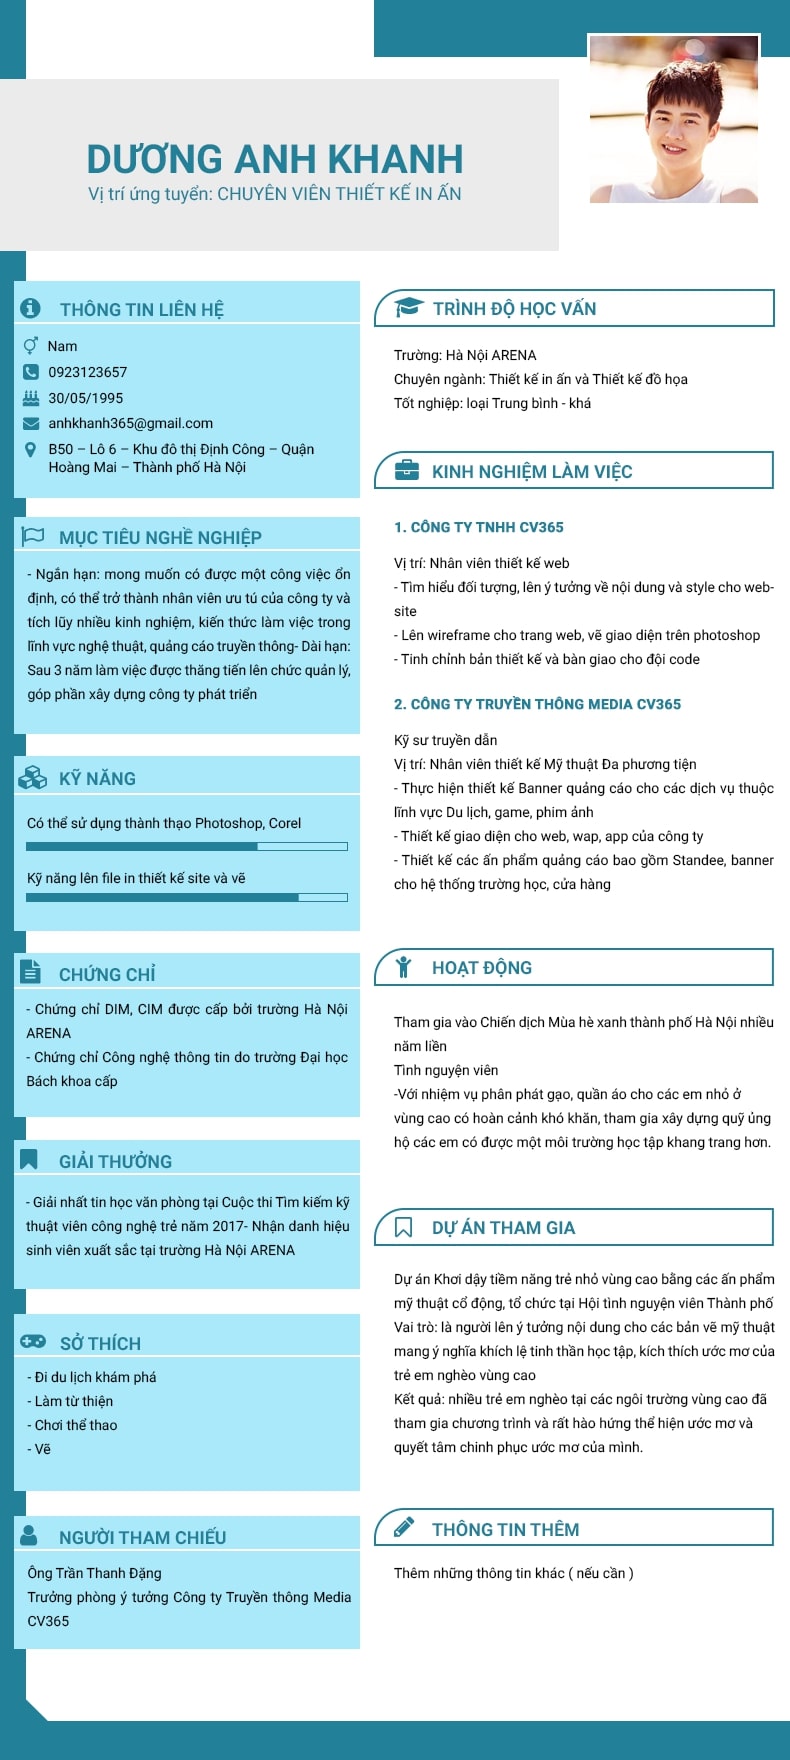 DƯƠNG ANH KHANH
Vị trí ứng tuyển: CHUYÊN VIÊN THIẾT KẾ IN ẤN
THÔNG TIN LIÊN HỆ
Nam
0923123657
30/05/1995
anhkhanh365@gmail.com
B50 – Lô 6 – Khu đô thị Định Công – Quận
Hoàng Mai – Thành phố Hà Nội
MỤC TIÊU NGHỀ NGHIỆP
- Ngắn hạn: mong muốn có được một công việc ổn
định, có thể trở thành nhân viên ưu tú của công ty và
tích lũy nhiều kinh nghiệm, kiến thức làm việc trong
lĩnh vực nghệ thuật, quảng cáo truyền thông- Dài hạn:
Sau 3 năm làm việc được thăng tiến lên chức quản lý,
góp phần xây dựng công ty phát triển
KỸ NĂNG
Có thể sử dụng thành thạo Photoshop, Corel
Kỹ năng lên file in thiết kế site và vẽ
CHỨNG CHỈ
- Chứng chỉ DIM, CIM được cấp bởi trường Hà Nội
ARENA
- Chứng chỉ Công nghệ thông tin do trường Đại học
Bách khoa cấp
GIẢI THƯỞNG
- Giải nhất tin học văn phòng tại Cuộc thi Tìm kiếm kỹ
thuật viên công nghệ trẻ năm 2017- Nhận danh hiệu
sinh viên xuất sắc tại trường Hà Nội ARENA
SỞ THÍCH
- Đi du lịch khám phá
- Làm từ thiện
- Chơi thể thao
- Vẽ
NGƯỜI THAM CHIẾU
Ông Trần Thanh Đặng
Trưởng phòng ý tưởng Công ty Truyền thông Media
CV365
TRÌNH ĐỘ HỌC VẤN
Trường: Hà Nội ARENA
Chuyên ngành: Thiết kế in ấn và Thiết kế đồ họa
Tốt nghiệp: loại Trung bình - khá
KINH NGHIỆM LÀM VIỆC
1. CÔNG TY TNHH CV365
Vị trí: Nhân viên thiết kế web
- Tìm hiểu đối tượng, lên ý tưởng về nội dung và style cho web-
site
- Lên wireframe cho trang web, vẽ giao diện trên photoshop
- Tinh chỉnh bản thiết kế và bàn giao cho đội code
2. CÔNG TY TRUYỀN THÔNG MEDIA CV365
Kỹ sư truyền dẫn
Vị trí: Nhân viên thiết kế Mỹ thuật Đa phương tiện
- Thực hiện thiết kế Banner quảng cáo cho các dịch vụ thuộc
lĩnh vực Du lịch, game, phim ảnh
- Thiết kế giao diện cho web, wap, app của công ty
- Thiết kế các ấn phẩm quảng cáo bao gồm Standee, banner
cho hệ thống trường học, cửa hàng
HOẠT ĐỘNG
Tham gia vào Chiến dịch Mùa hè xanh thành phố Hà Nội nhiều
năm liền
Tình nguyện viên
-Với nhiệm vụ phân phát gạo, quần áo cho các em nhỏ ở
vùng cao có hoàn cảnh khó khăn, tham gia xây dựng quỹ ủng
hộ các em có được một môi trường học tập khang trang hơn.
DỰ ÁN THAM GIA
Dự án Khơi dậy tiềm năng trẻ nhỏ vùng cao bằng các ấn phẩm
mỹ thuật cổ động, tổ chức tại Hội tình nguyện viên Thành phố
Vai trò: là người lên ý tưởng nội dung cho các bản vẽ mỹ thuật
mang ý nghĩa khích lệ tinh thần học tập, kích thích ước mơ của
trẻ em nghèo vùng cao
Kết quả: nhiều trẻ em nghèo tại các ngôi trường vùng cao đã
tham gia chương trình và rất hào hứng thể hiện ước mơ và
quyết tâm chinh phục ước mơ của mình.
THÔNG TIN THÊM
Thêm những thông tin khác ( nếu cần )